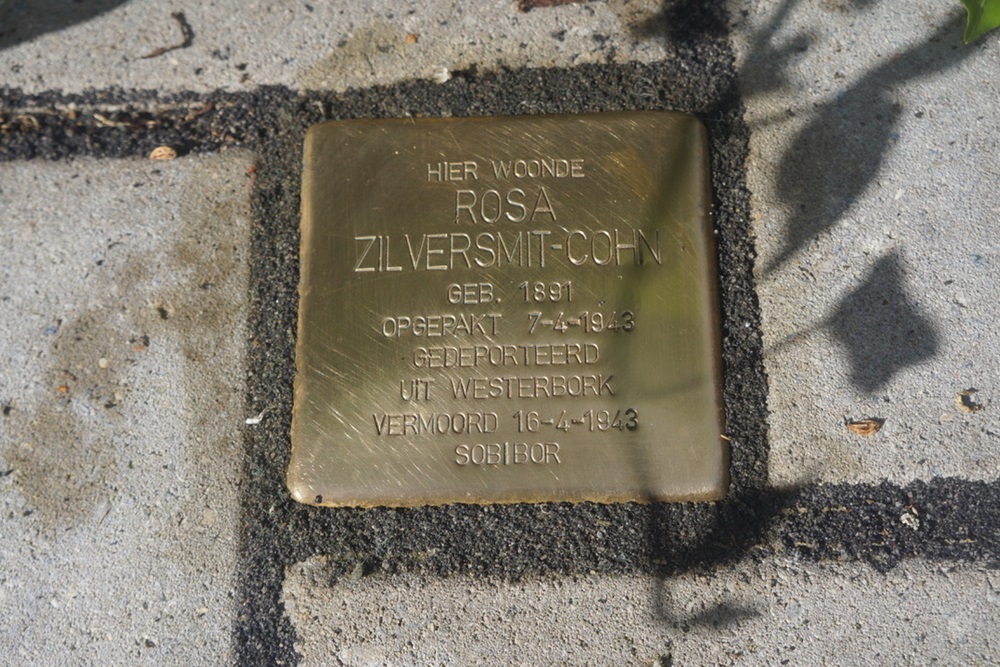 HIER WOONDE
ROSA
ZILVERSMIT-COHN
GEB. 1891
OPGEPAKT 7-4-1943
GEDEPORTEERD
UIT WESTERBORK
VERMOORD 16-4-1943
SOBIBOR